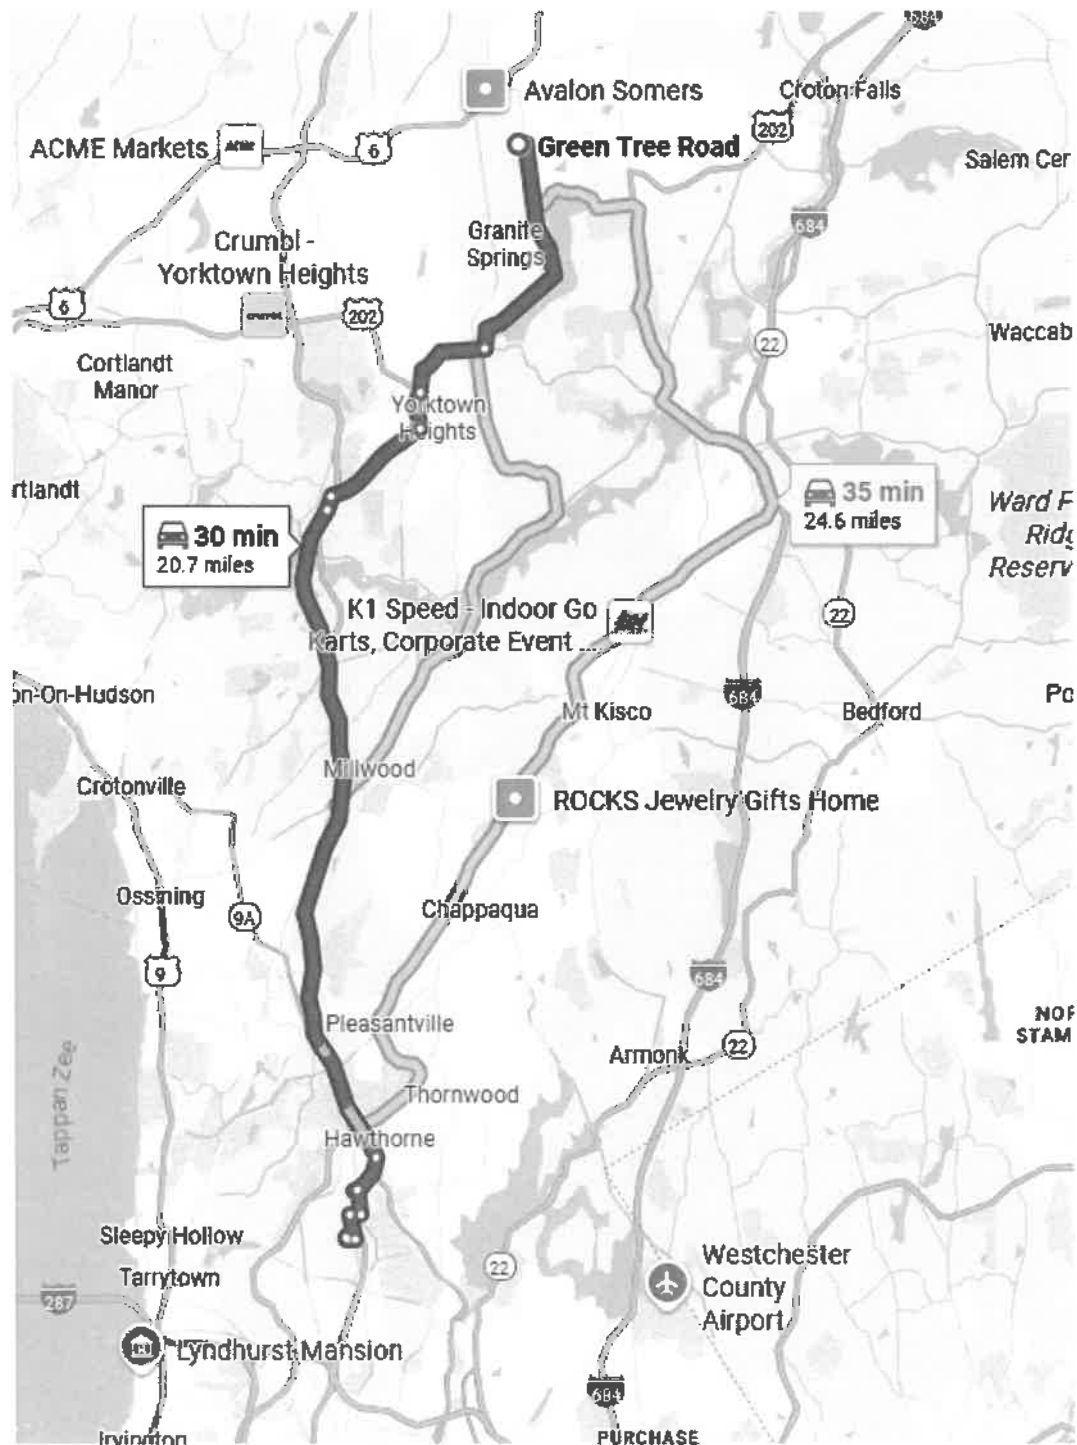 684
Avalon Somers
Croton Falls
ACME Markets
ACME
6
202
Green Tree Road
Salem Cer
684
Granite
Springs
Crumbl -
Yorktown Heights
6
crumbl
202
22
Waccab
Cortlandt
Manor
Yorktown
Heights
rtlandt
35 min
24.6 miles
Ward F
Ridg
Reserv
30 min
20.7 miles
K1 Speed - Indoor Go
Karts, Corporate Event ...
22
on-On-Hudson
684
Po
Mt Kisco
Bedford
Millwood
Crotonville
ROCKS Jewelry Gifts Home
Ossining
9A
Chappaqua
9
684
Pleasantville
NOR
STAM
22
Armonk
Tappan Zee
Thornwood
Hawthorne
Sleepy Hollow
Tarrytown
22
Westchester
County
Airport
287
Lyndhurst Mansion
684
Irvington
PURCHASE